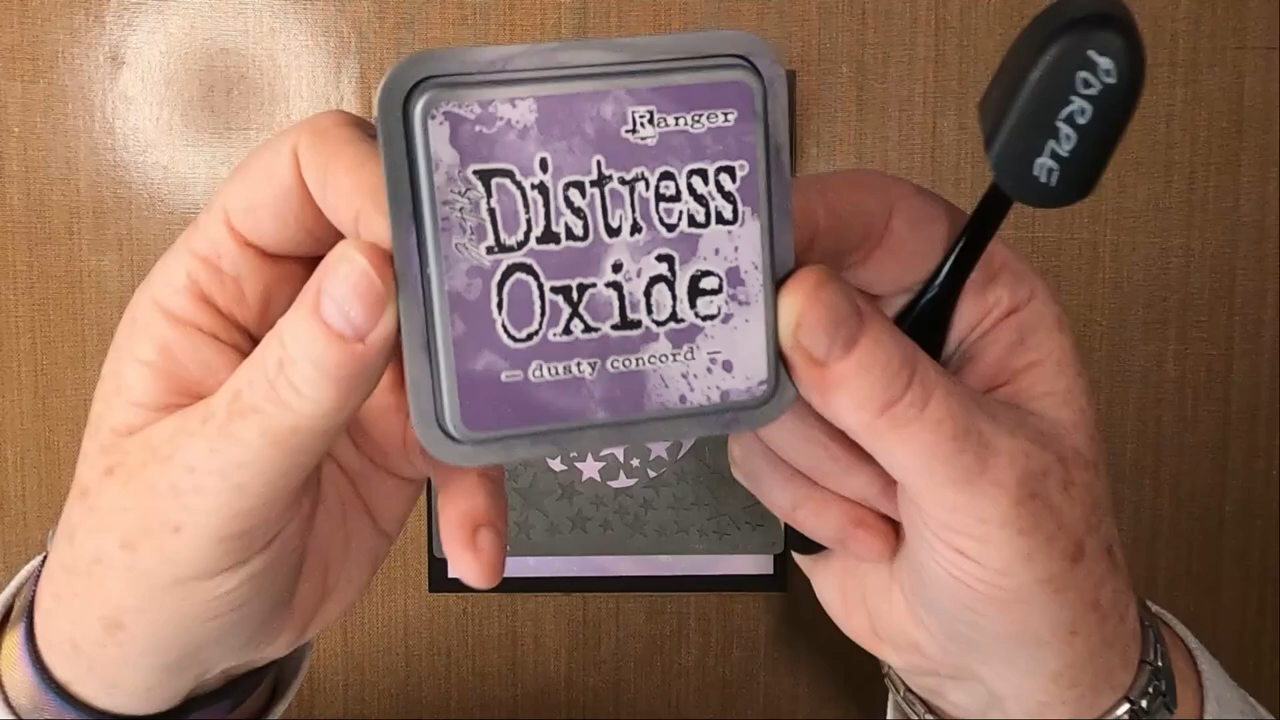 Ranger
Distress
Oxide
— dusty concord —
PURPLE